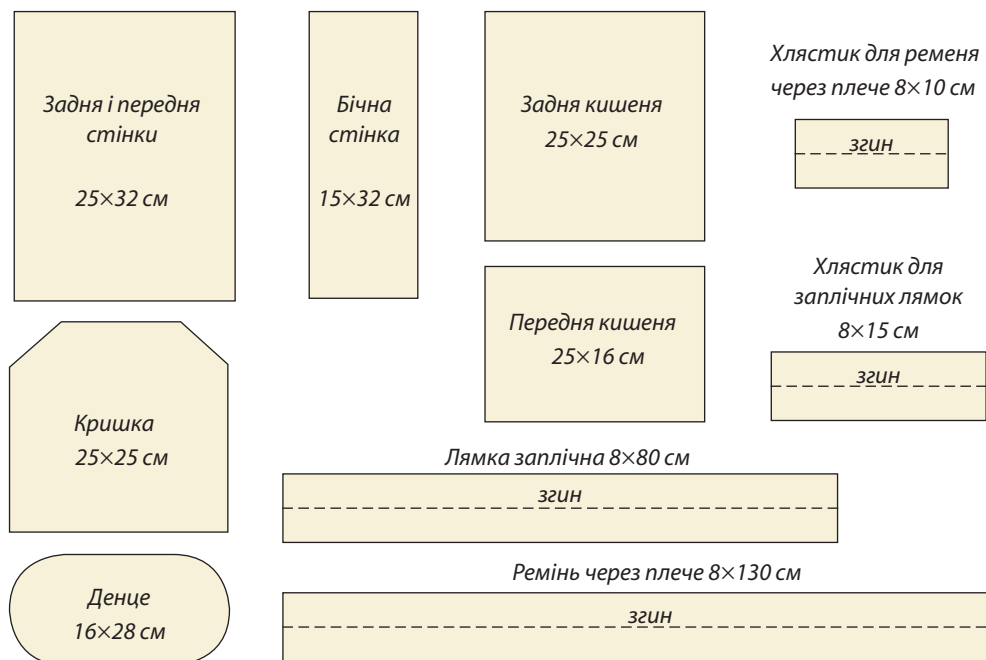 Задня і передня
стінки
25×32 см
Бічна
стінка
15×32 см
Задня кишеня
25×25 см
Хлястик для ременя
через плече 8×10 см
згин
Передня кишеня
25×16 см
Хлястик для
заплічних лямок
8×15 см
згин
Кришка
25×25 см
Лямка заплічна 8×80 см
згин
Денце
16×28 см
Ремінь через плече 8×130 см
згин